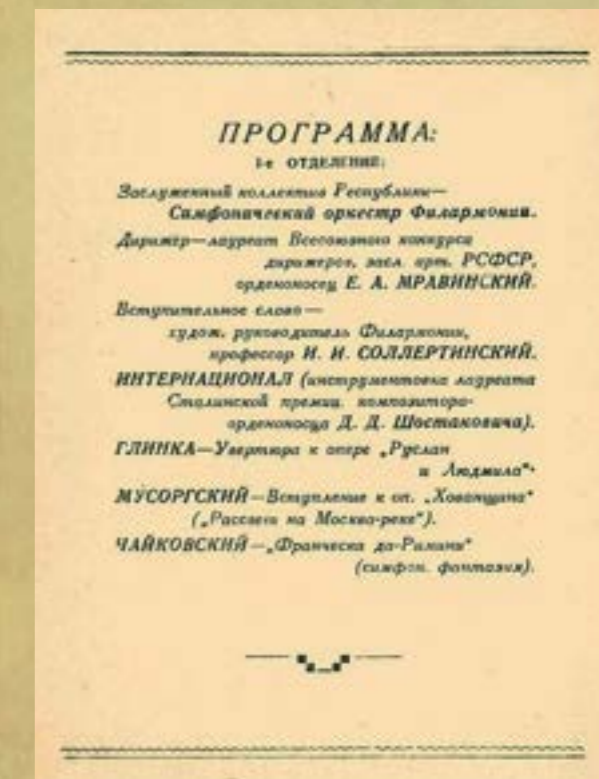 ПРОГРАММА:
1-е ОТДЕЛЕНИЕ:
Заслуженный коллектив Республики—
Симфонический оркестр Филармонии.
Дирижер—лауреат Всесоюзного конкурса
дирижеров, засл. арт. РСФСР,
орденоносец Е. А. МРАВИНСКИЙ.
Вступительное слово—
худож. руководитель Филармонии,
профессор И. И. СОЛЛЕРТИНСКИЙ.
ИНТЕРНАЦИОНАЛ (инструментовка лауреата
Сталинской премии, композитора-
орденоносца Д. Д. Шостаковича).
ГЛИНКА—Увертюра к опере „Руслан
и Людмила“.
МУСОРГСКИЙ—Вступление к оп. „Хованщина“
(„Рассвет на Москва-реке“).
ЧАЙКОВСКИЙ—„Франческа да-Римини“
(симфон. фантазия).